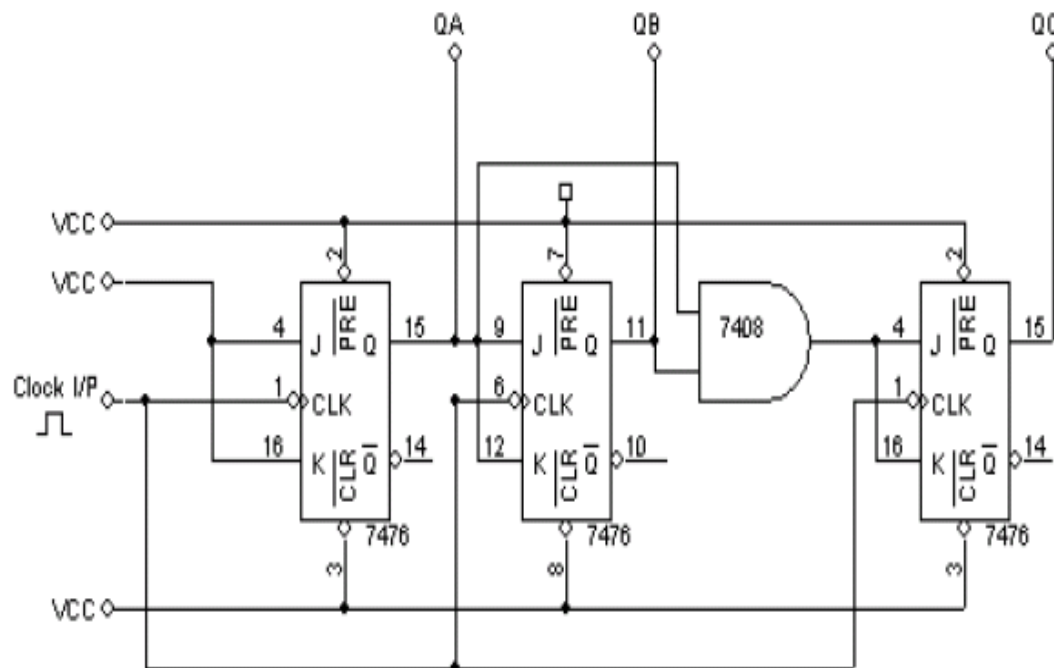 QA
QB
QC
VCC
2
7
2
VCC
4
J
PRE
Q
15
9
J
PRE
Q
11
7408
4
J
PRE
Q
15
Clock I/P
1
CLK
6
CLK
1
CLK
16
K
CLR
Q
14
12
K
CLR
Q
10
16
K
CLR
Q
14
7476
7476
7476
3
8
3
VCC